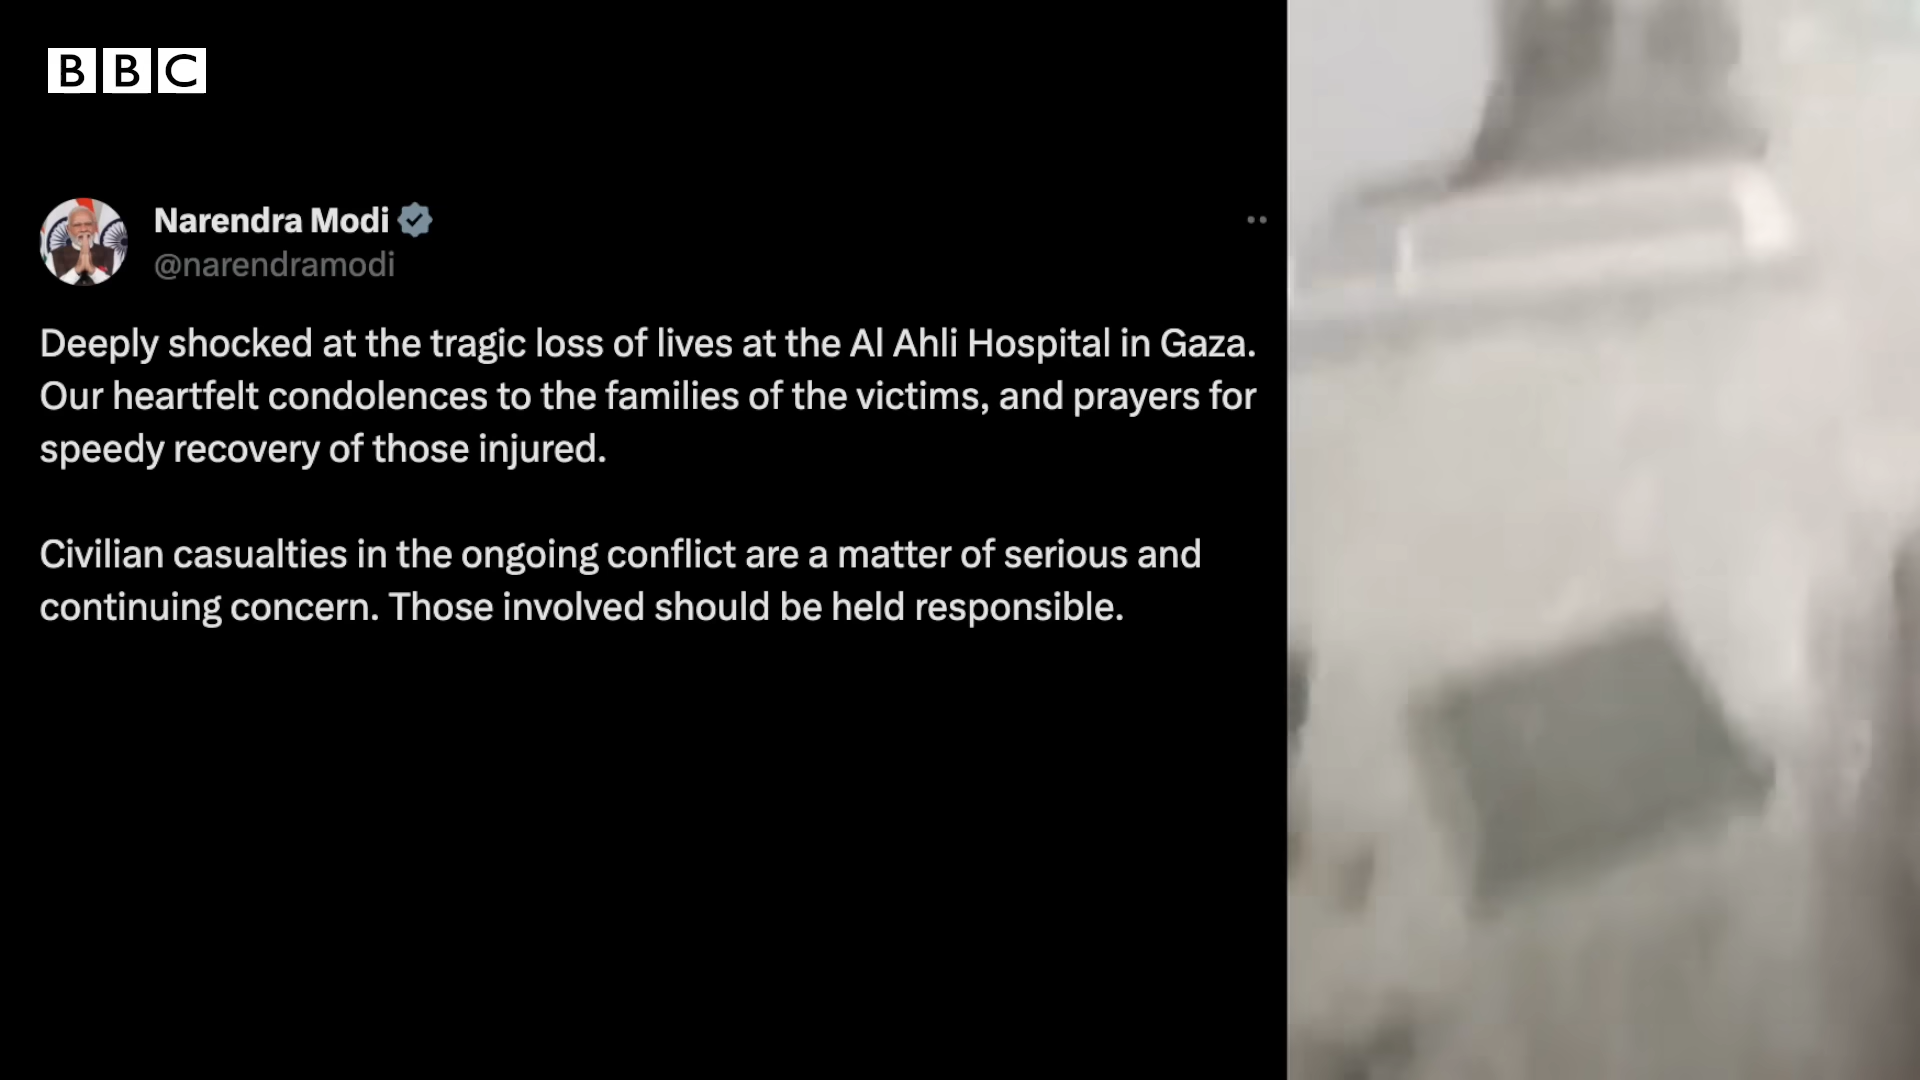 BBC
Narendra Modi
@narendramodi
Deeply shocked at the tragic loss of lives at the Al Ahli Hospital in Gaza.
Our heartfelt condolences to the families of the victims, and prayers for
speedy recovery of those injured.
Civilian casualties in the ongoing conflict are a matter of serious and
continuing concern. Those involved should be held responsible.